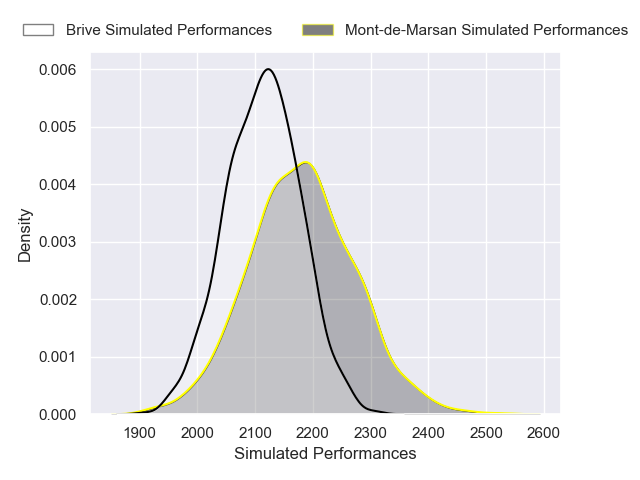 Brive Simulated Performances
Mont-de-Marsan Simulated Performances
0.006
0.005
0.004
0.003
0.002
0.001
0.000
Density
1900 2000 2100 2200 2300 2400 2500 2600
Simulated Performances